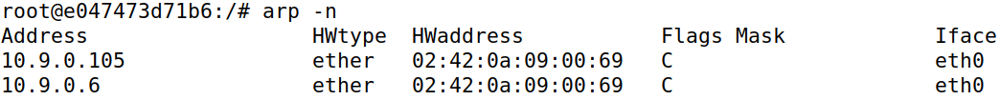 root@e047473d71b6:/# arp -n
Address                  HWtype  HWaddress           Flags Mask            Iface
10.9.0.105               ether   02:42:0a:09:00:69   C                     eth0
10.9.0.6                 ether   02:42:0a:09:00:69   C                     eth0